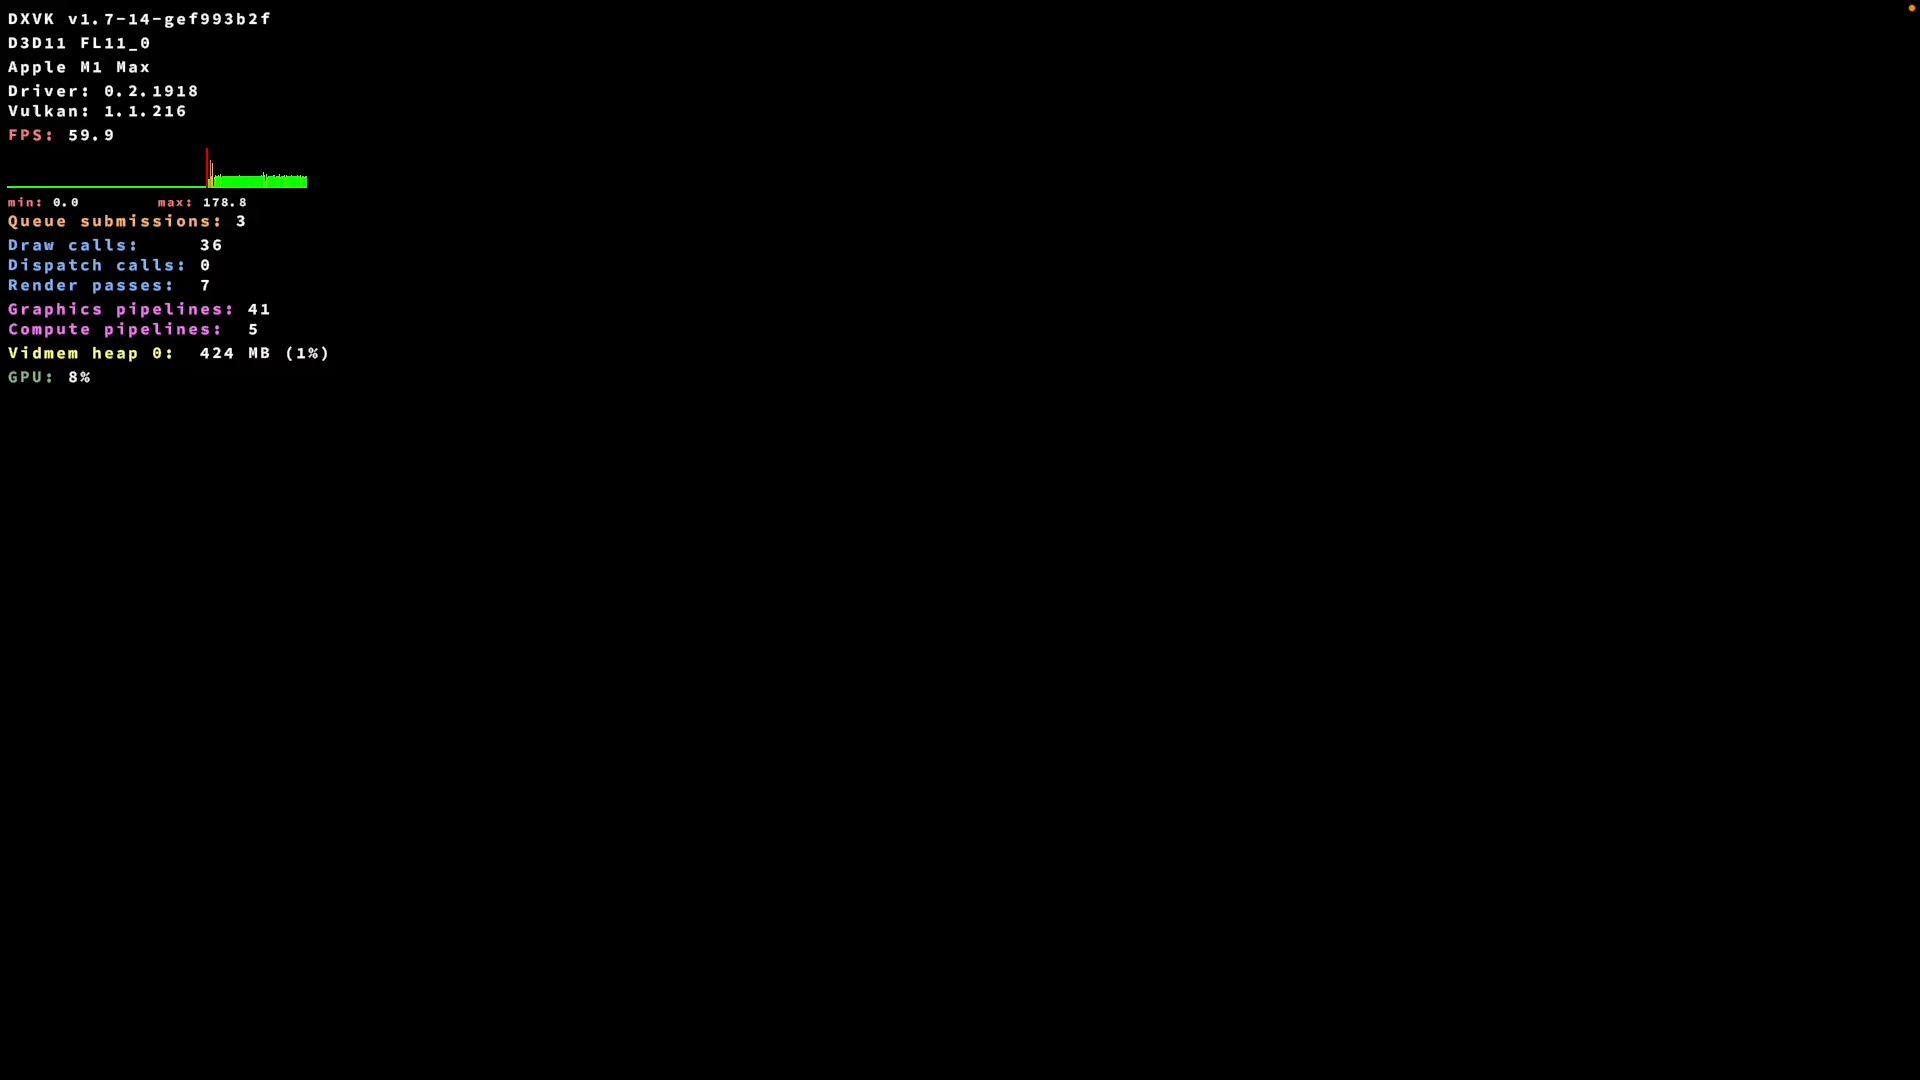 DXVK v1.7-14-gef993b2f
D3D11 FL11_0
Apple M1 Max
Driver: 0.2.1918
Vulkan: 1.1.216
FPS: 59.9
min: 0.0 max: 178.8
Queue submissions: 3
Draw calls: 36
Dispatch calls: 0
Render passes: 7
Graphics pipelines: 41
Compute pipelines: 5
Vidmem heap 0: 424 MB (1%)
GPU: 8%